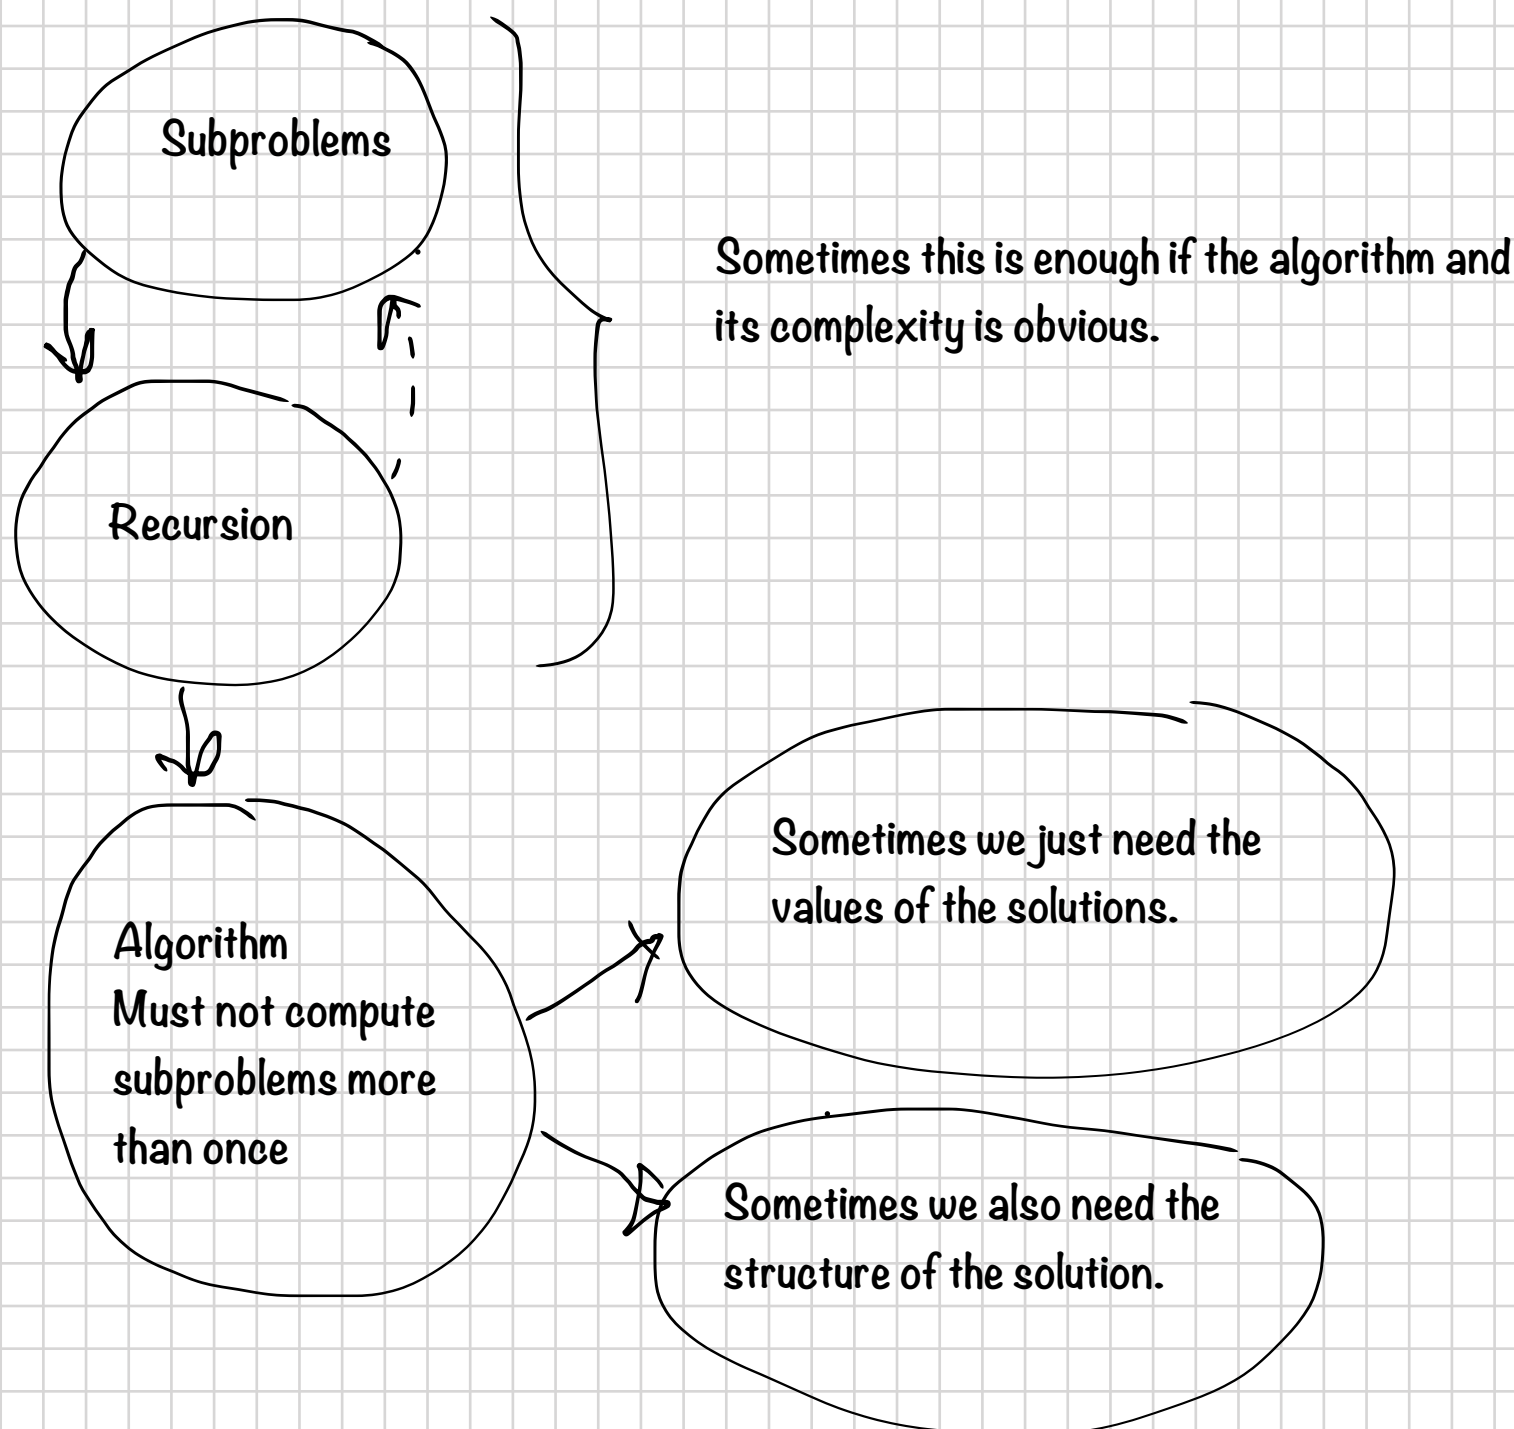 Subproblems
Sometimes this is enough if the algorithm and
its complexity is obvious.
Recursion
Sometimes we just need the
values of the solutions.
Algorithm
Must not compute
subproblems more
than once
Sometimes we also need the
structure of the solution.